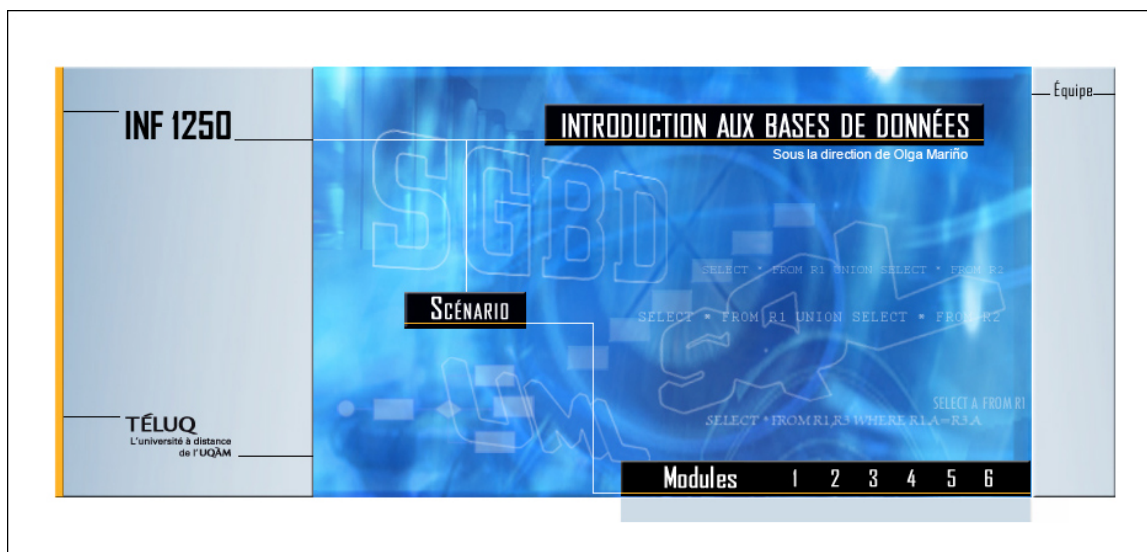 INF 1250
INTRODUCTION AUX BASES DE DONNÉES
Sous la direction de Olga Mariño
Équipe
SGBD
SQL
SELECT * FROM R1 UNION SELECT * FROM R2
SCÉNARIO
SELECT * FROM R1 UNION SELECT * FROM R2
UML
SELECT A FROM R1
SELECT * FROM R1,R3 WHERE R1.A=R3.A
TÉLUQ
L'université à distance
de l'UQÀM
Modules 1 2 3 4 5 6